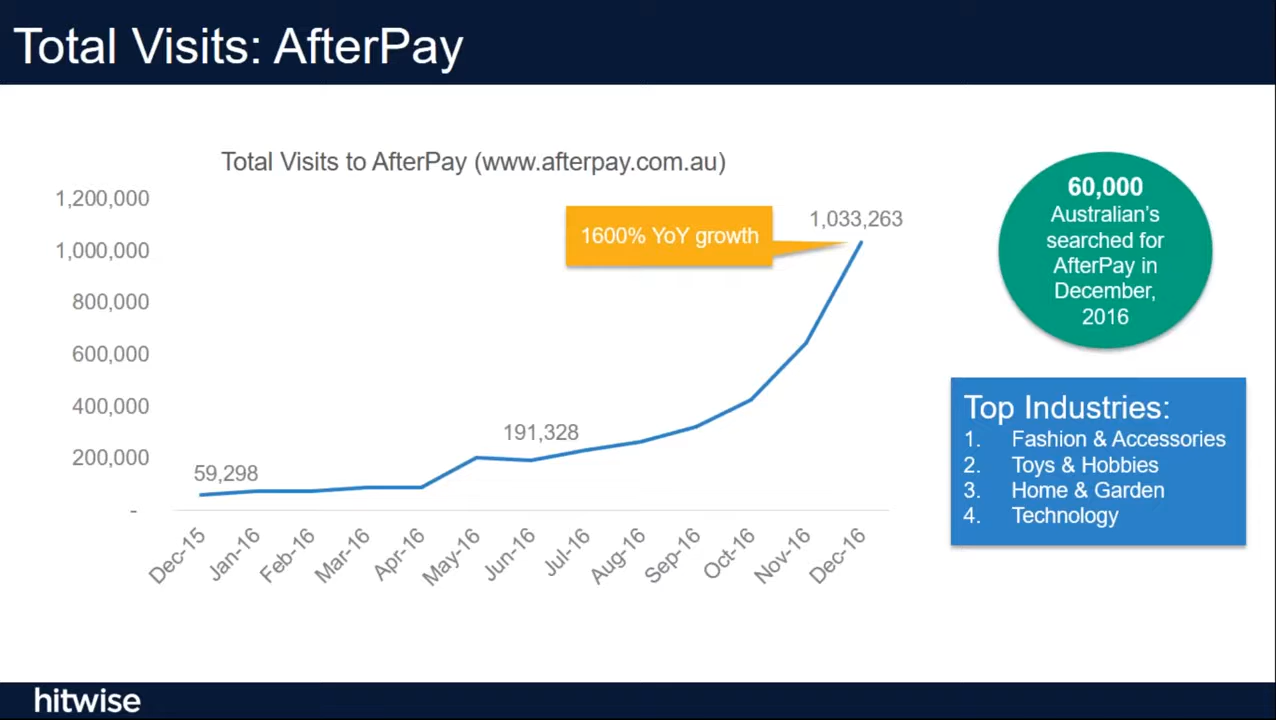 Total Visits: AfterPay
Total Visits to AfterPay (www.afterpay.com.au)
1,200,000
1,000,000
800,000
600,000
400,000
200,000
-
1600% YoY growth
1,033,263
191,328
59,298
Dec-15
Jan-16
Feb-16
Mar-16
Apr-16
May-16
Jun-16
Jul-16
Aug-16
Sep-16
Oct-16
Nov-16
Dec-16
60,000
Australian's
searched for
AfterPay in
December,
2016
Top Industries:
1. Fashion & Accessories
2. Toys & Hobbies
3. Home & Garden
4. Technology
hitwise